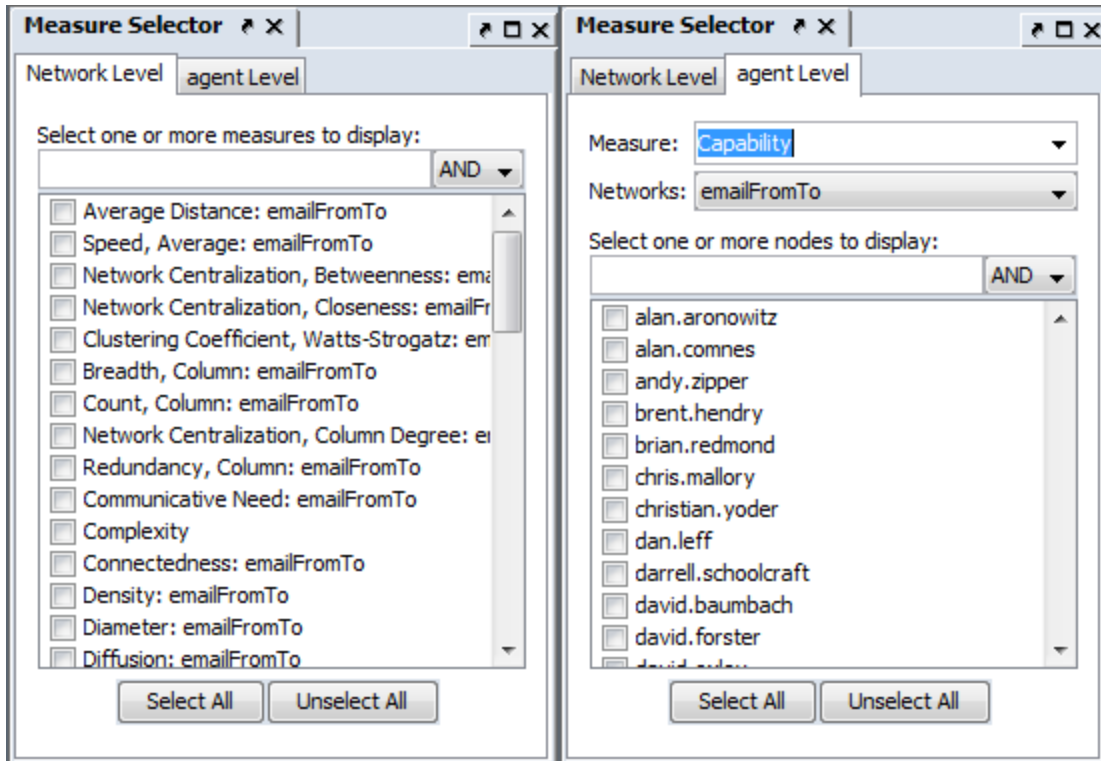 Measure Selector
Network Level agent Level
Select one or more measures to display:
AND
Average Distance: emailFromTo
Speed, Average: emailFromTo
Network Centralization, Betweenness: ema
Network Centralization, Closeness: emailFr
Clustering Coefficient, Watts-Strogatz: em
Breadth, Column: emailFromTo
Count, Column: emailFromTo
Network Centralization, Column Degree: e
Redundancy, Column: emailFromTo
Communicative Need: emailFromTo
Complexity
Connectedness: emailFromTo
Density: emailFromTo
Diameter: emailFromTo
Diffusion: emailFromTo
Select All Unselect All
Measure Selector
Network Level agent Level
Measure: Capability
Networks: emailFromTo
Select one or more nodes to display:
AND
alan.aronowitz
alan.comnes
andy.zipper
brent.hendry
brian.redmond
chris.mallory
christian.yoder
dan.leff
darrell.schoolcraft
david.baumbach
david.forster
Select All Unselect All